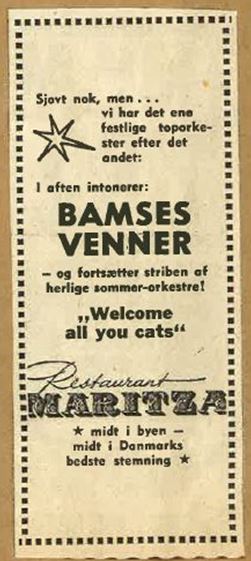 Sjovt nok, men . . .
vi har det ene
festlige toporke-
ster efter det
andet:
I aften intonerer:
BAMSES
VENNER
– og fortsætter striben af
herlige sommer-orkestre!
„Welcome
all you cats“
Restaurant
MARITZA
★ midt i byen –
midt i Danmarks
bedste stemning ★